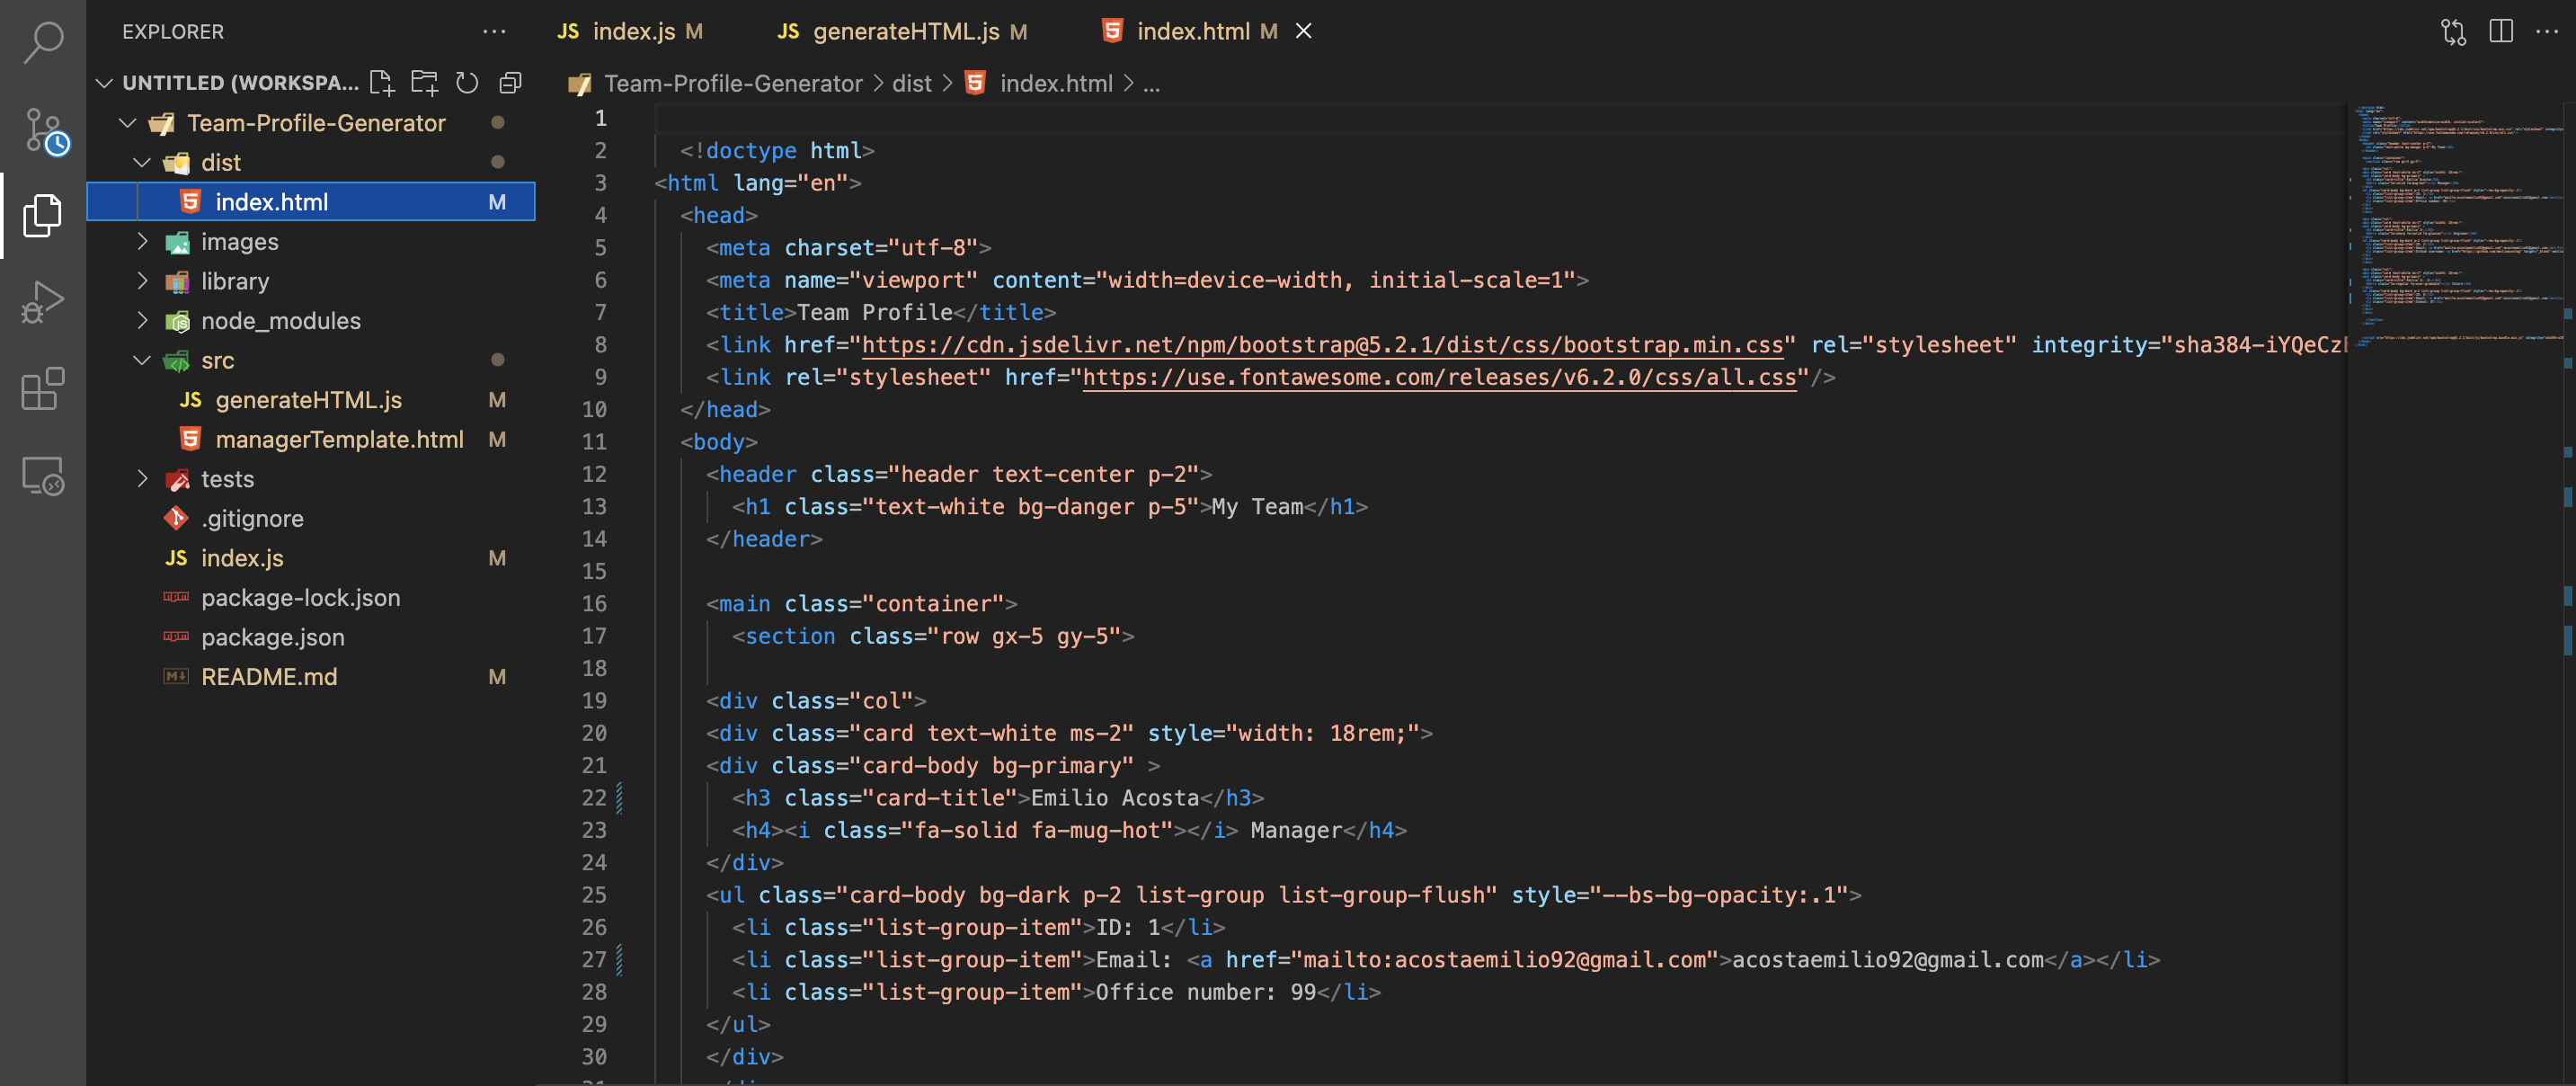 EXPLORER
UNTITLED (WORKSPA...
Team-Profile-Generator
dist
index.html M
images
library
node_modules
src
JS generateHTML.js M
managerTemplate.html M
tests
.gitignore
JS index.js M
package-lock.json
package.json
README.md M
JS index.js M
JS generateHTML.js M
index.html M
Team-Profile-Generator > dist > index.html > ...
1
2 <!doctype html>
3 <html lang="en">
4 <head>
5 <meta charset="utf-8">
6 <meta name="viewport" content="width=device-width, initial-scale=1">
7 <title>Team Profile</title>
8 <link href="https://cdn.jsdelivr.net/npm/bootstrap@5.2.1/dist/css/bootstrap.min.css" rel="stylesheet" integrity="sha384-iYQeCz
9 <link rel="stylesheet" href="https://use.fontawesome.com/releases/v6.2.0/css/all.css"/>
10 </head>
11 <body>
12 <header class="header text-center p-2">
13 <h1 class="text-white bg-danger p-5">My Team</h1>
14 </header>
15
16 <main class="container">
17 <section class="row gx-5 gy-5">
18
19 <div class="col">
20 <div class="card text-white ms-2" style="width: 18rem;">
21 <div class="card-body bg-primary" >
22 <h3 class="card-title">Emilio Acosta</h3>
23 <h4><i class="fa-solid fa-mug-hot"></i> Manager</h4>
24 </div>
25 <ul class="card-body bg-dark p-2 list-group list-group-flush" style="--bs-bg-opacity:.1">
26 <li class="list-group-item">ID: 1</li>
27 <li class="list-group-item">Email: <a href="mailto:acostaemilio92@gmail.com">acostaemilio92@gmail.com</a></li>
28 <li class="list-group-item">Office number: 99</li>
29 </ul>
30 </div>